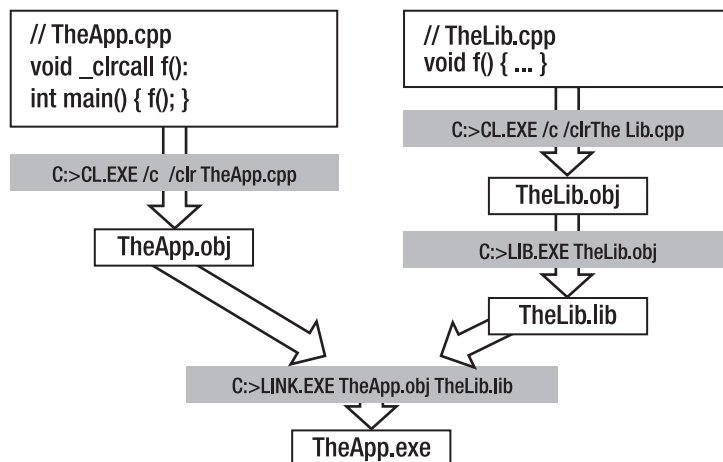 // TheApp.cpp
void _clrcall f():
int main() { f(); }
C:>CL.EXE /c /clr TheApp.cpp
TheApp.obj
// TheLib.cpp
void f() { ... }
C:>CL.EXE /c /clrThe Lib.cpp
TheLib.obj
C:>LIB.EXE TheLib.obj
TheLib.lib
C:>LINK.EXE TheApp.obj TheLib.lib
TheApp.exe